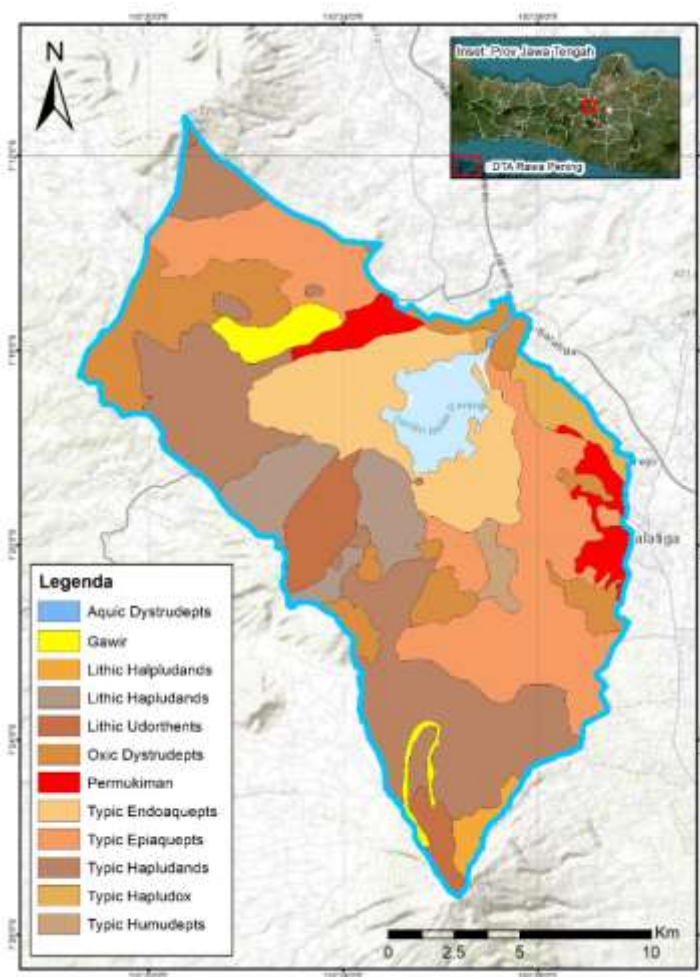 N
Inset: Prov Jawa Tengah
DTA Rawa Pening
Salatiga
Legenda
Aquic Dystrudepts
Gawir
Lithic Halpludands
Lithic Hapludands
Lithic Udorthents
Oxic Dystrudepts
Permukiman
Typic Endoaquepts
Typic Epiaquepts
Typic Hapludands
Typic Hapludox
Typic Humudepts
Km
0 2.5 5 10